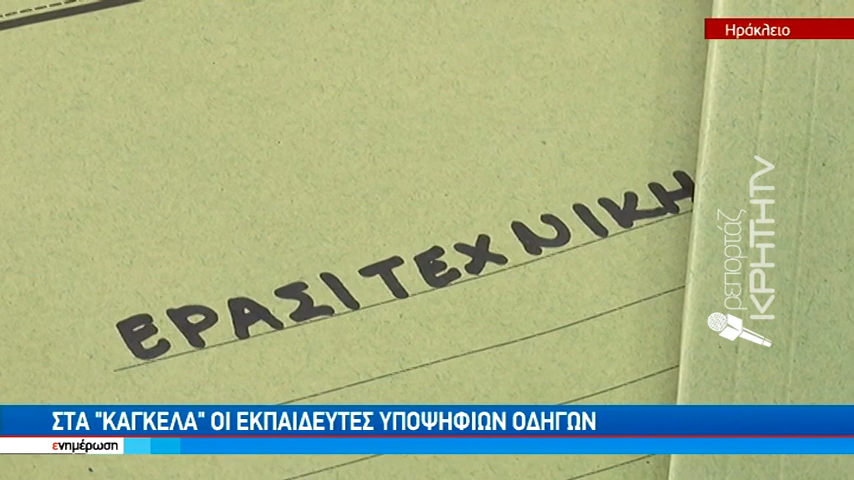 Ηράκλειο
ΕΡΑΣΙΤΕΧΝΙΚΗ
ρεπορτάζ
ΚΡΗΤΗTV
ΣΤΑ "ΚΑΓΚΕΛΑ" ΟΙ ΕΚΠΑΙΔΕΥΤΕΣ ΥΠΟΨΗΦΙΩΝ ΟΔΗΓΩΝ
ενημέρωση